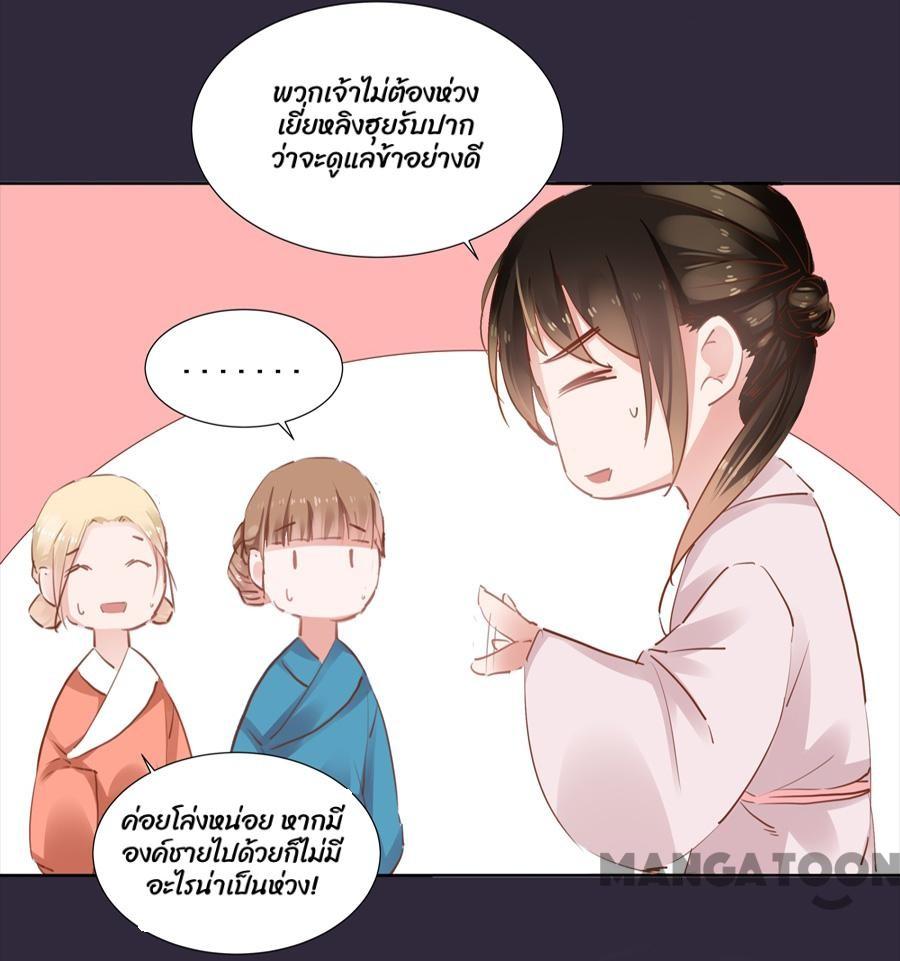 พวกเจ้าไม่ต้องห่วง
เยี่ยหลิงฮุยรับปาก
ว่าจะดูแลข้าอย่างดี
.......
ค่อยโล่งหน่อย หากมี
องค์ชายไปด้วยก็ไม่มี
อะไรน่าเป็นห่วง!
MANGATOON